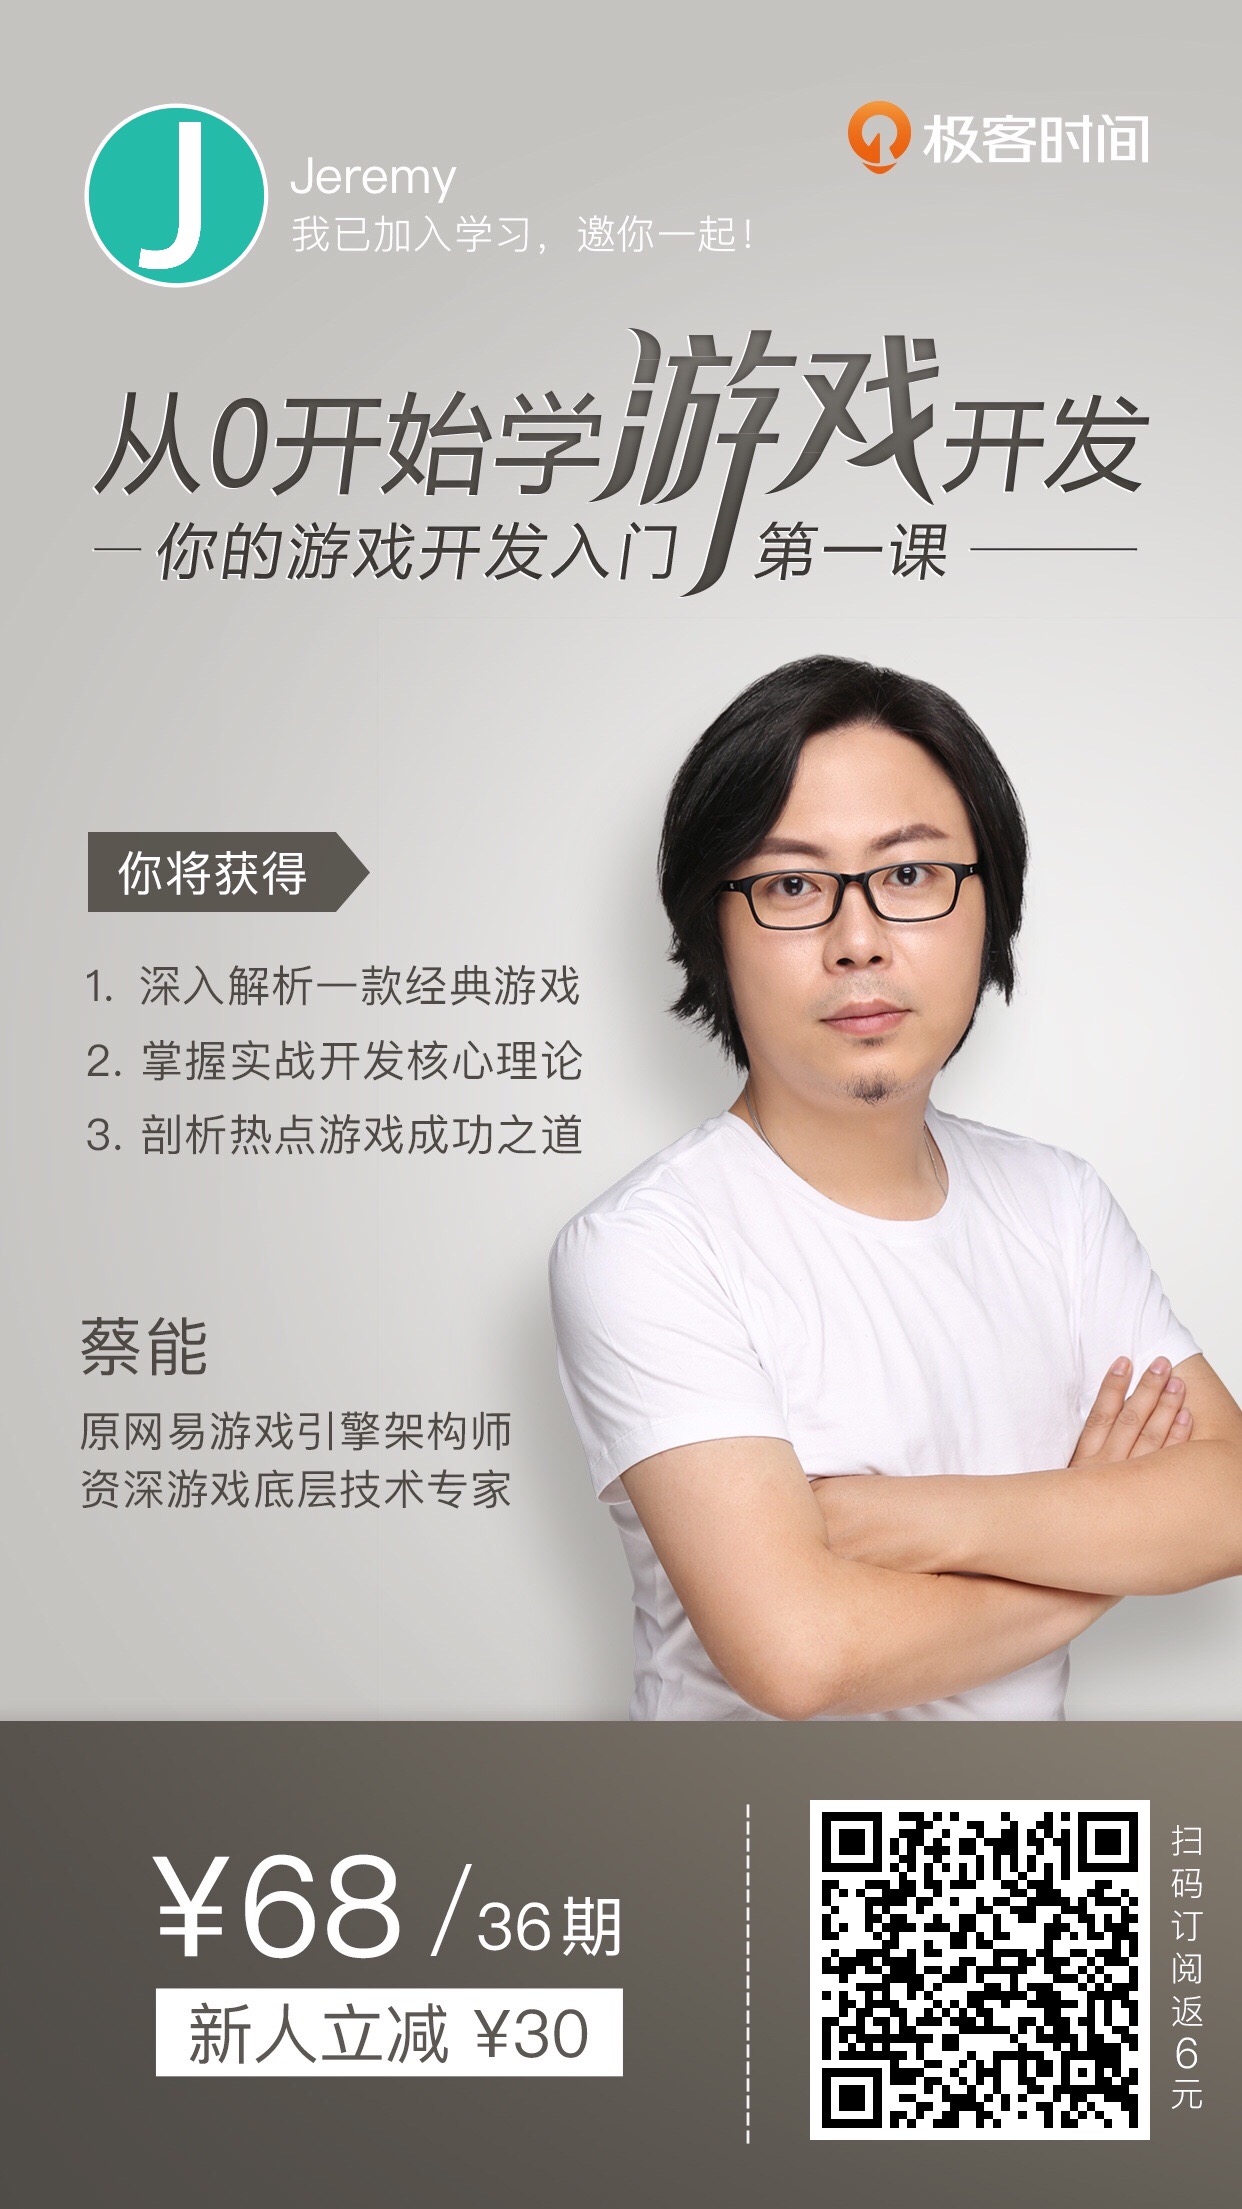 J
Jeremy
极客时间
我已加入学习，邀你一起！
从0开始学游戏开发
你的游戏开发入门第一课
你将获得
1. 深入解析一款经典游戏
2. 掌握实战开发核心理论
3. 剖析热点游戏成功之道
蔡能
原网易游戏引擎架构师
资深游戏底层技术专家
¥68 / 36期
新人立减 ¥30
扫码订阅返6元